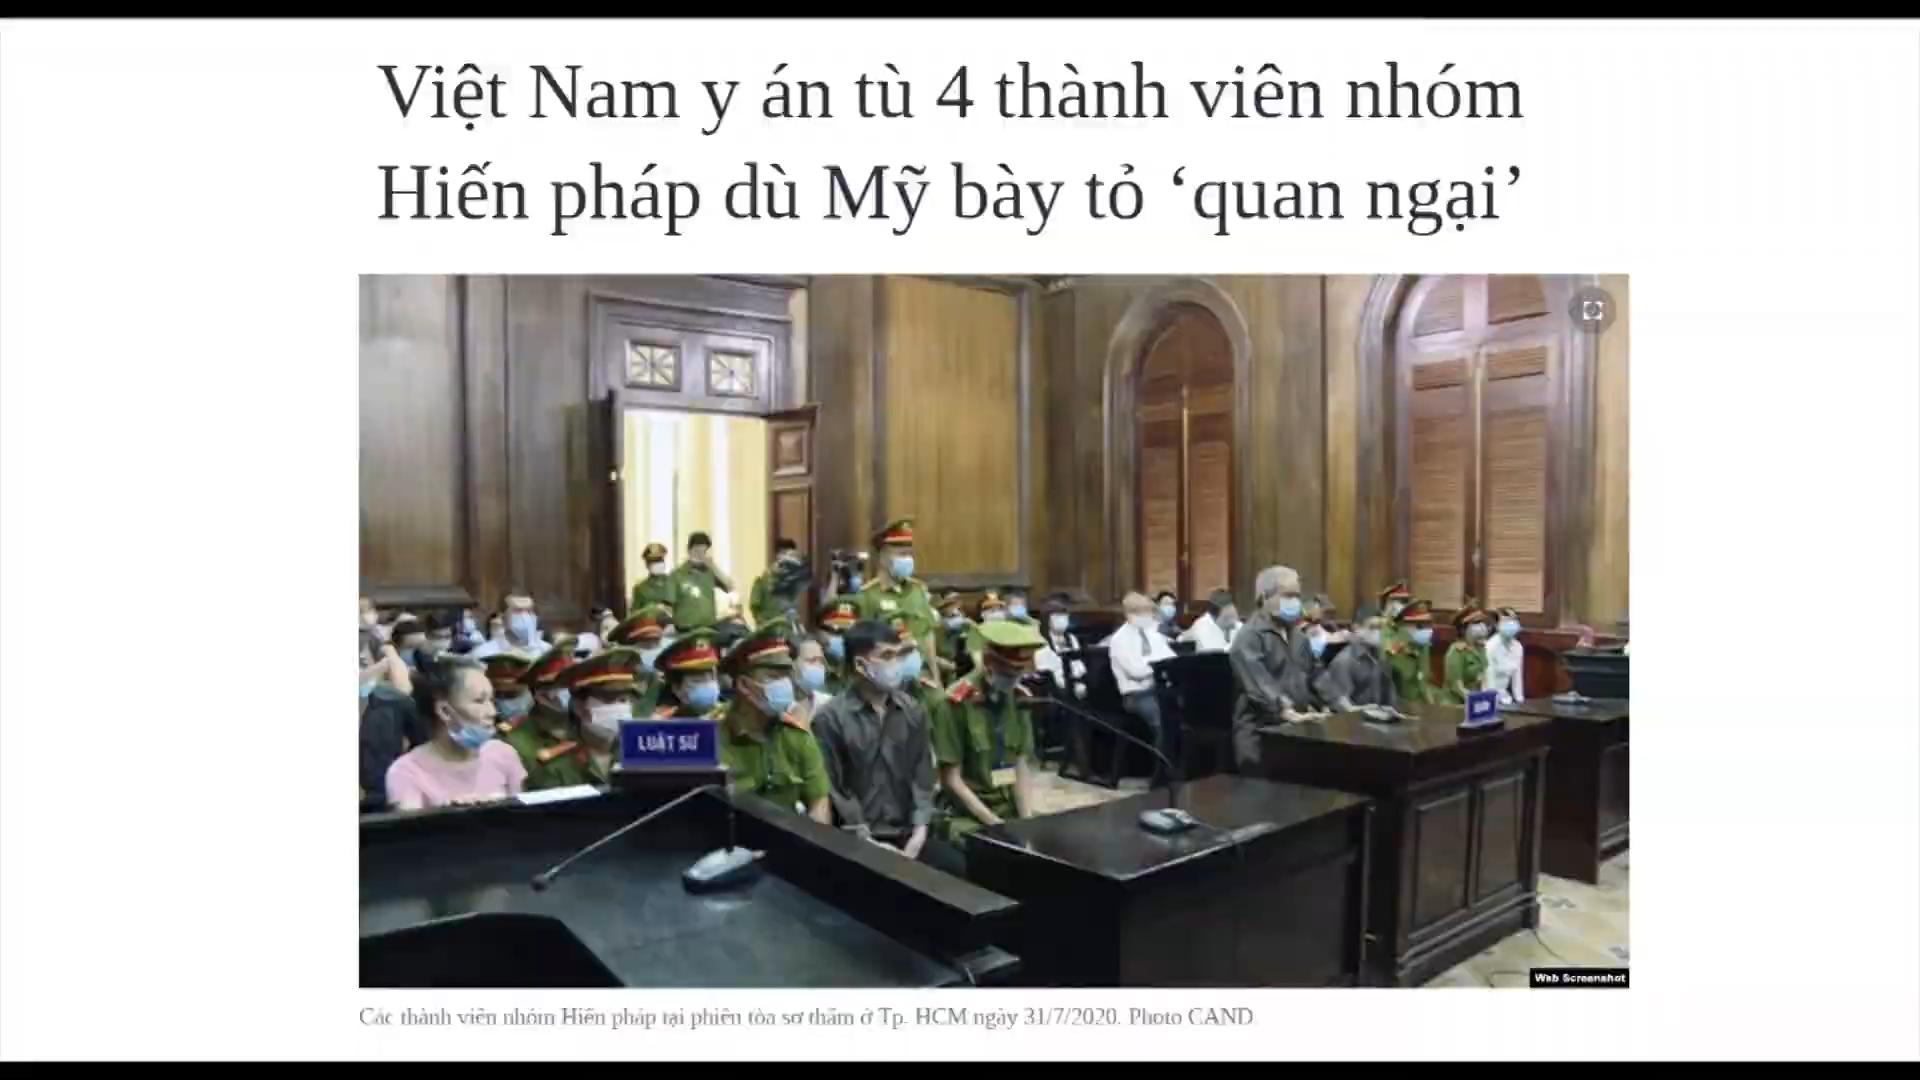 Việt Nam y án tù 4 thành viên nhóm
Hiến pháp dù Mỹ bày tỏ ‘quan ngại’
LUẬT SƯ
Web Screenshot
Các thành viên nhóm Hiến pháp tại phiên tòa sơ thẩm ở Tp. HCM ngày 31/7/2020. Photo CAND